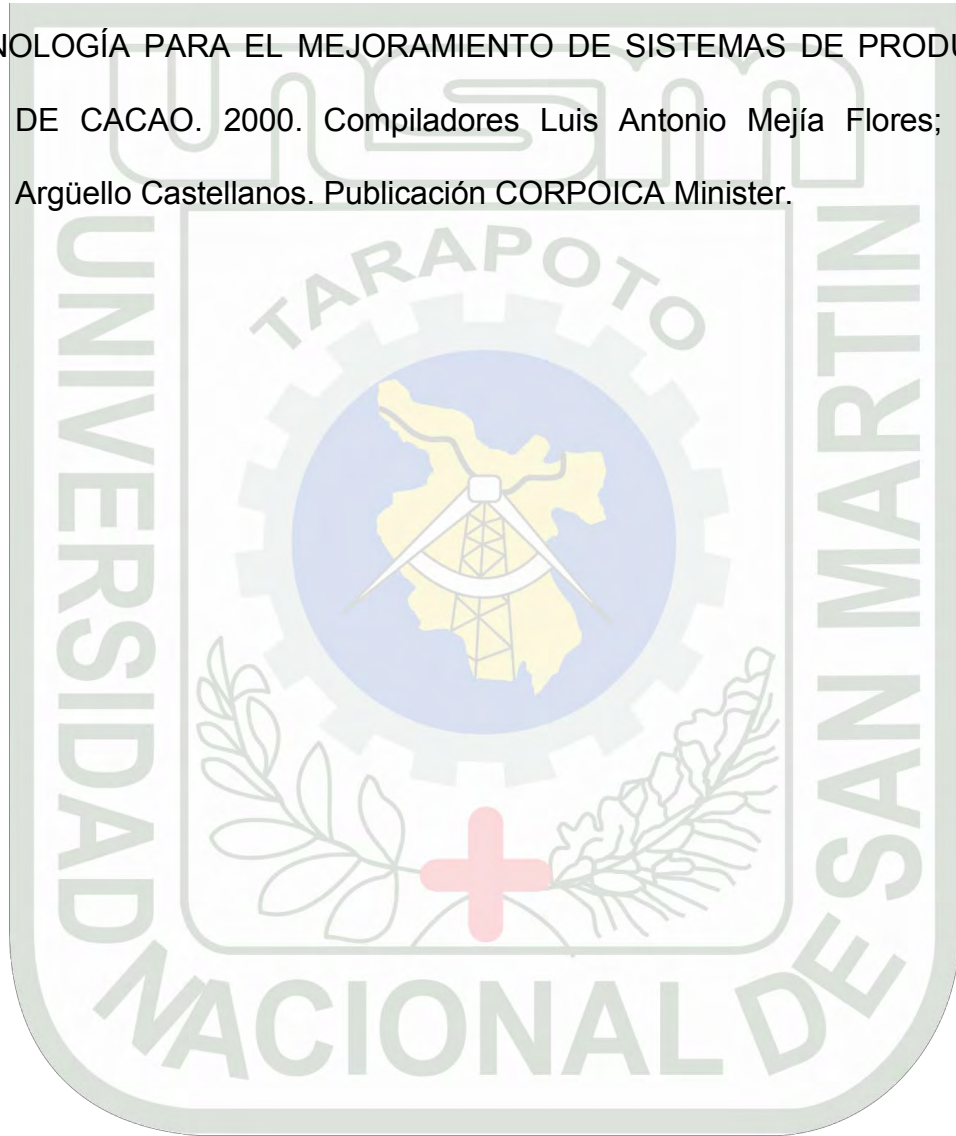 NOLOGÍA PARA EL MEJORAMIENTO DE SISTEMAS DE PRODU
DE CACAO. 2000. Compiladores Luis Antonio Mejía Flores;
Argüello Castellanos. Publicación CORPOICA Minister.
unsm
TARAPOTO
UNIVERSIDAD
NACIONAL DE
SAN MARTIN